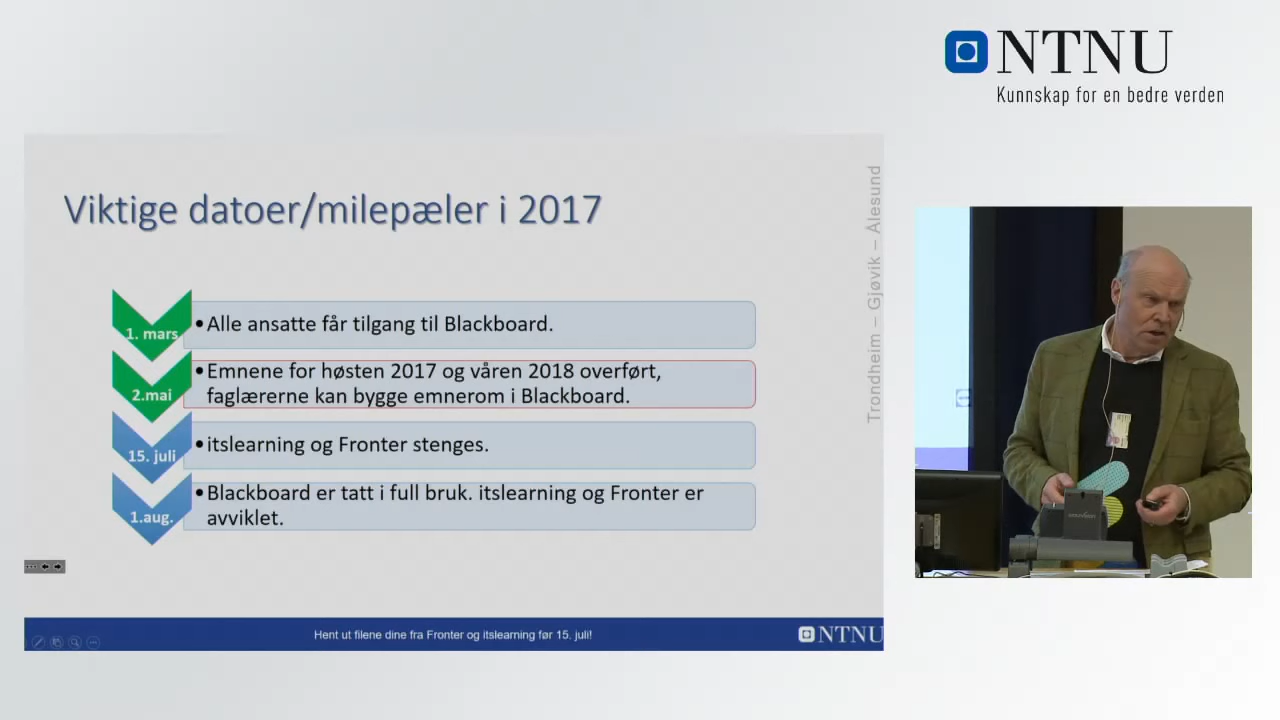 NTNU
Kunnskap for en bedre verden
Viktige datoer/milepæler i 2017
1. mars
•Alle ansatte får tilgang til Blackboard.
2.mai
•Emnene for høsten 2017 og våren 2018 overført,
faglærerne kan bygge emnerom i Blackboard.
15. juli
•itslearning og Fronter stenges.
1.aug.
•Blackboard er tatt i full bruk. itslearning og Fronter er
avviklet.
Trondheim – Gjøvik – Ålesund
Hent ut filene dine fra Fronter og itslearning før 15. juli!
NTNU